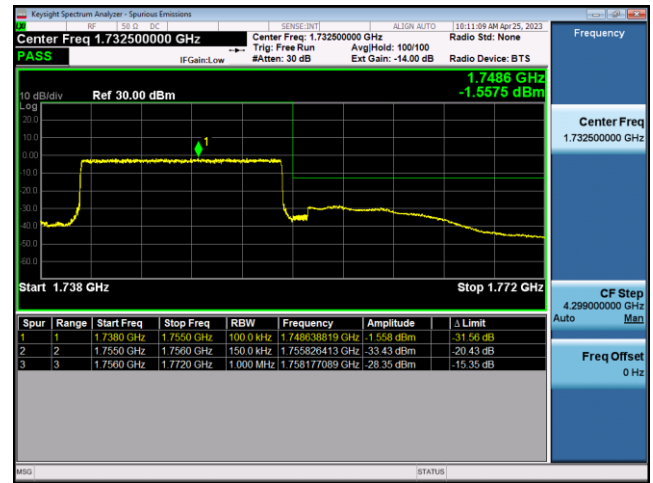 Keysight Spectrum Analyzer - Spurious Emissions
RF 50 Ω DC SENSE:INT ALIGN AUTO 10:11:09 AM Apr 25, 2023
Center Freq 1.732500000 GHz
Center Freq: 1.732500000 GHz Radio Std: None
Trig: Free Run Avg|Hold: 100/100
PASS IFGain:Low #Atten: 30 dB Ext Gain: -14.00 dB Radio Device: BTS
1.7486 GHz
10 dB/div Ref 30.00 dBm -1.5575 dBm
Log
20.0
10.0
1
0.00
-10.0
-20.0
-30.0
-40.0
-50.0
-60.0
Start 1.738 GHz Stop 1.772 GHz
Spur Range Start Freq Stop Freq RBW Frequency Amplitude Δ Limit
1 1 1.7380 GHz 1.7550 GHz 100.0 kHz 1.748638819 GHz -1.558 dBm -31.56 dB
2 2 1.7550 GHz 1.7560 GHz 150.0 kHz 1.755826413 GHz -33.43 dBm -20.43 dB
3 3 1.7560 GHz 1.7720 GHz 1.000 MHz 1.758177089 GHz -28.35 dBm -15.35 dB
MSG STATUS
Frequency
Center Freq
1.732500000 GHz
CF Step
4.299000000 GHz
Auto Man
Freq Offset
0 Hz